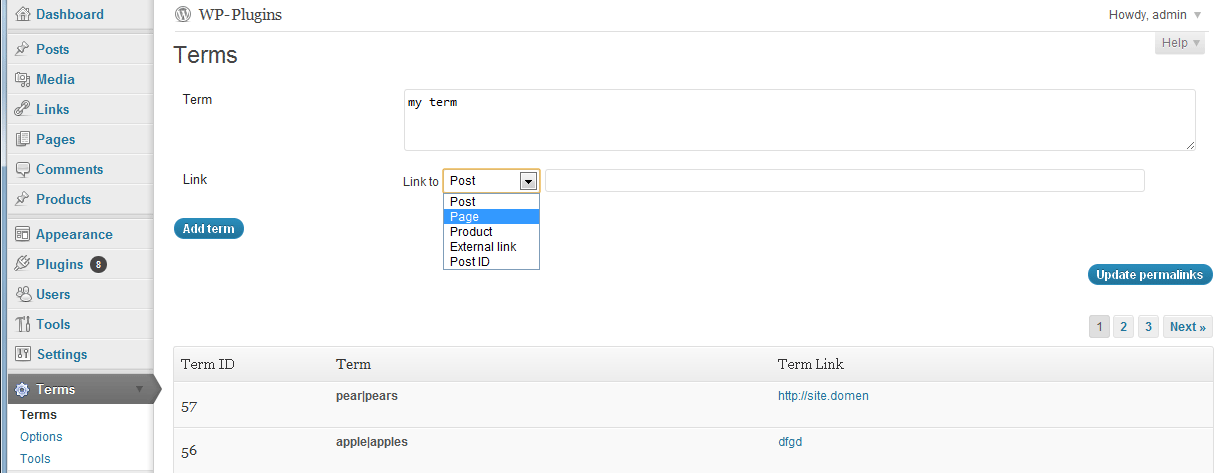 Dashboard
Posts
Media
Links
Pages
Comments
Products
Appearance
Plugins 8
Users
Tools
Settings
Terms
Terms
Options
Tools
WP-Plugins
Howdy, admin
Help
Terms
Term
my term
Link
Link to
Post
Post
Page
Product
External link
Post ID
Add term
Update permalinks
1 2 3 Next »
Term ID Term Term Link
57 pear|pears http://site.domen
56 apple|apples dfgd